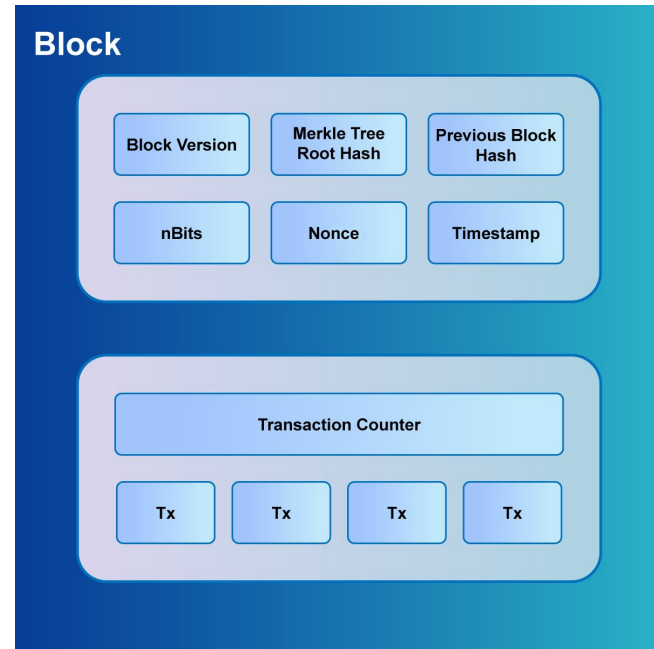 Block
Block Version
Merkle Tree
Root Hash
Previous Block
Hash
nBits
Nonce
Timestamp
Transaction Counter
Tx
Tx
Tx
Tx